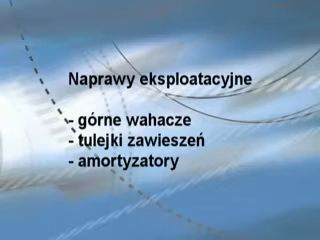 Naprawy eksploatacyjne
- górne wahacze
- tulejki zawieszeń
- amortyzatory